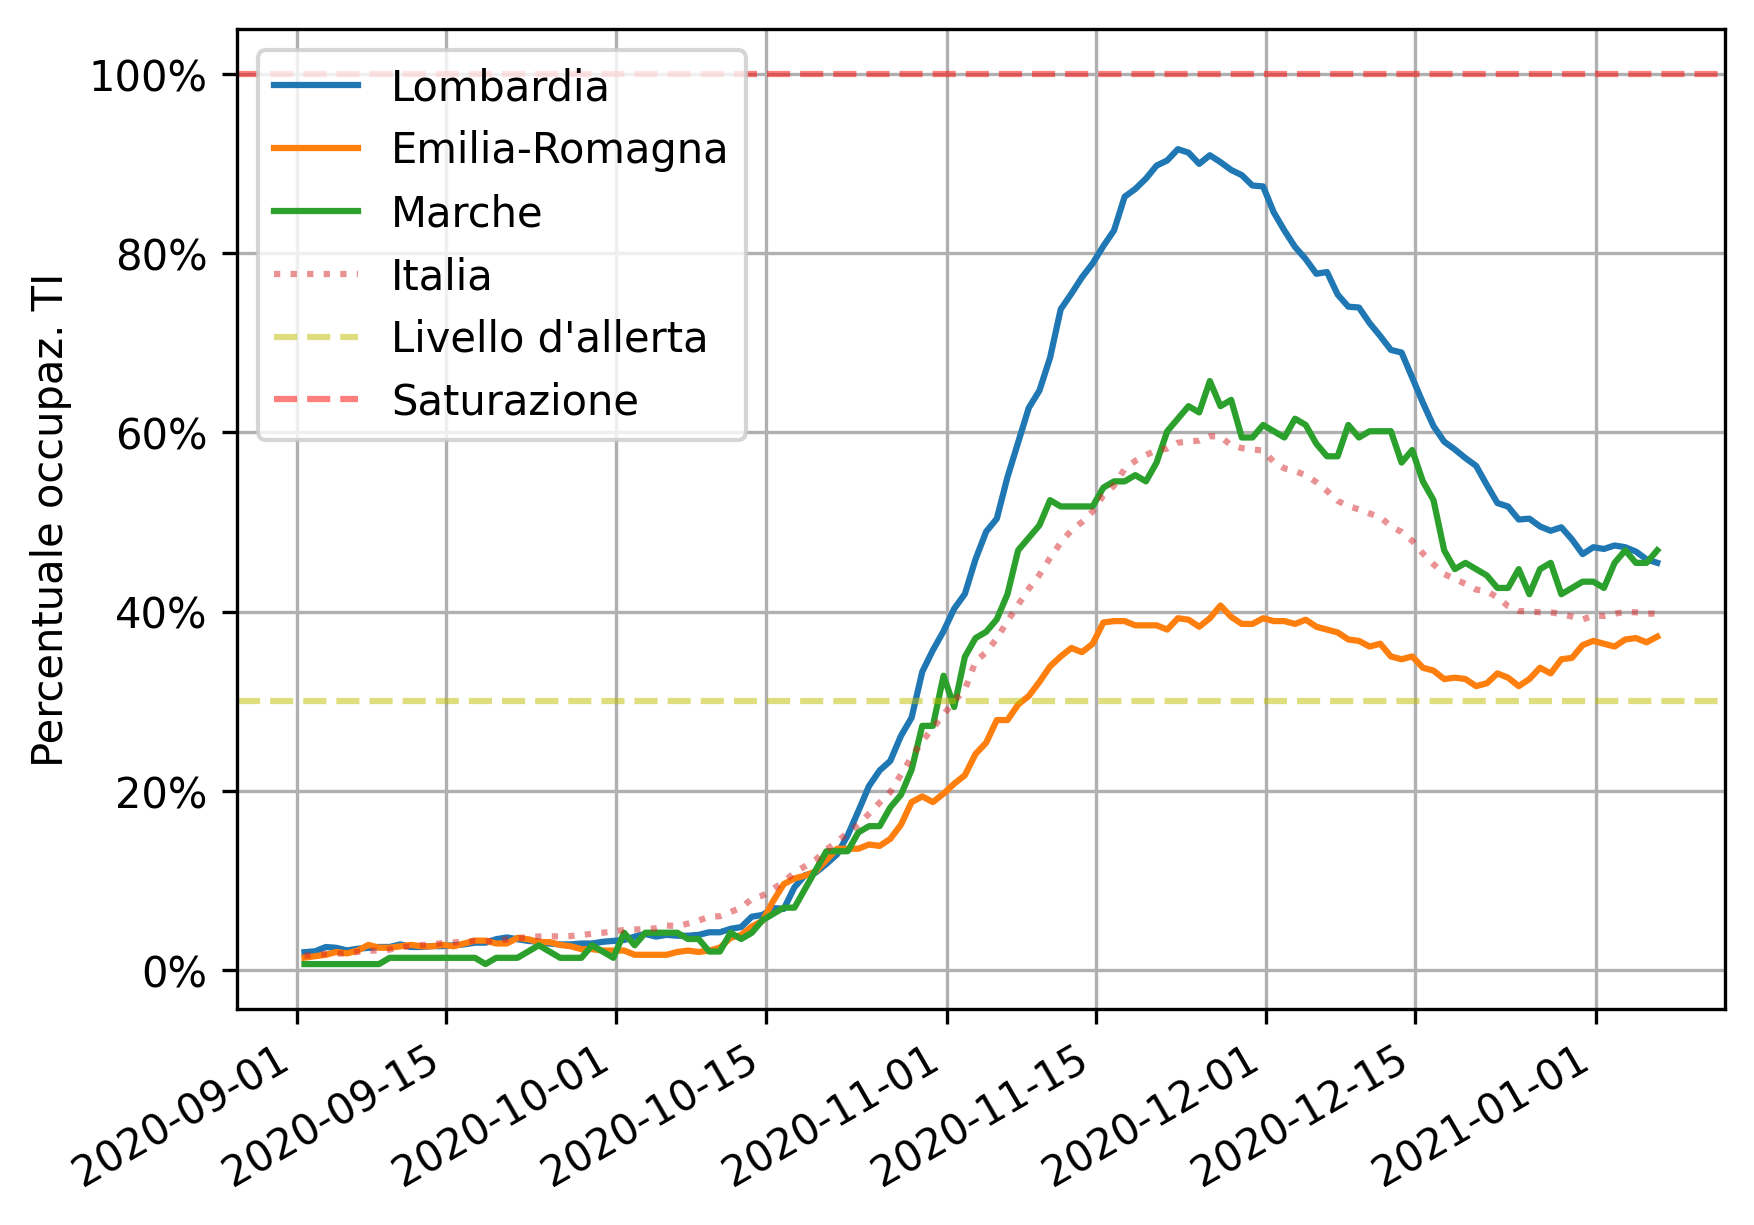 100%
80%
60%
40%
20%
0%
Percentuale occupaz. TI
Lombardia
Emilia-Romagna
Marche
Italia
Livello d'allerta
Saturazione
2020-09-01
2020-09-15
2020-10-01
2020-10-15
2020-11-01
2020-11-15
2020-12-01
2020-12-15
2021-01-01